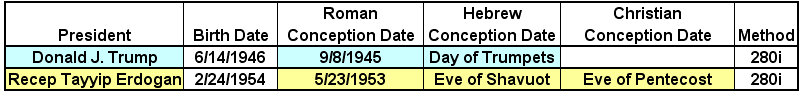 Roman Hebrew Christian
President Birth Date Conception Date Conception Date Conception Date Method
Donald J. Trump 6/14/1946 9/8/1945 Day of Trumpets 280i
Recep Tayyip Erdogan 2/24/1954 5/23/1953 Eve of Shavuot Eve of Pentecost 280i